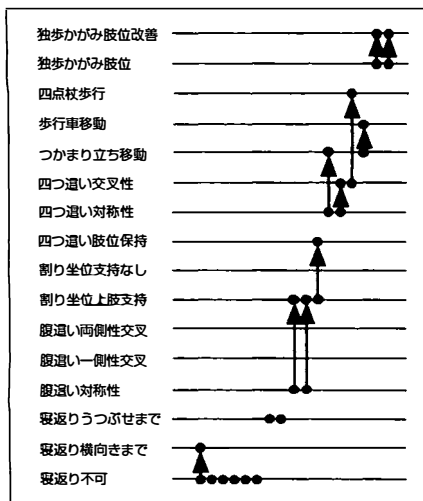 独歩かがみ肢位改善
独歩かがみ肢位
四点杖歩行
歩行車移動
つかまり立ち移動
四つ這い交叉性
四つ這い対称性
四つ這い肢位保持
割り坐位支持なし
割り坐位上肢支持
腹這い両側性交叉
腹這い一側性交叉
腹這い対称性
寝返りうつぶせまで
寝返り横向きまで
寝返り不可